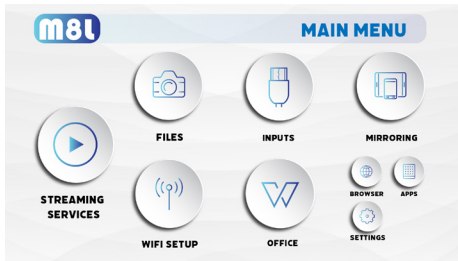 m8l
MAIN MENU
FILES
INPUTS
MIRRORING
STREAMING
SERVICES
WIFI SETUP
OFFICE
BROWSER
APPS
SETTINGS